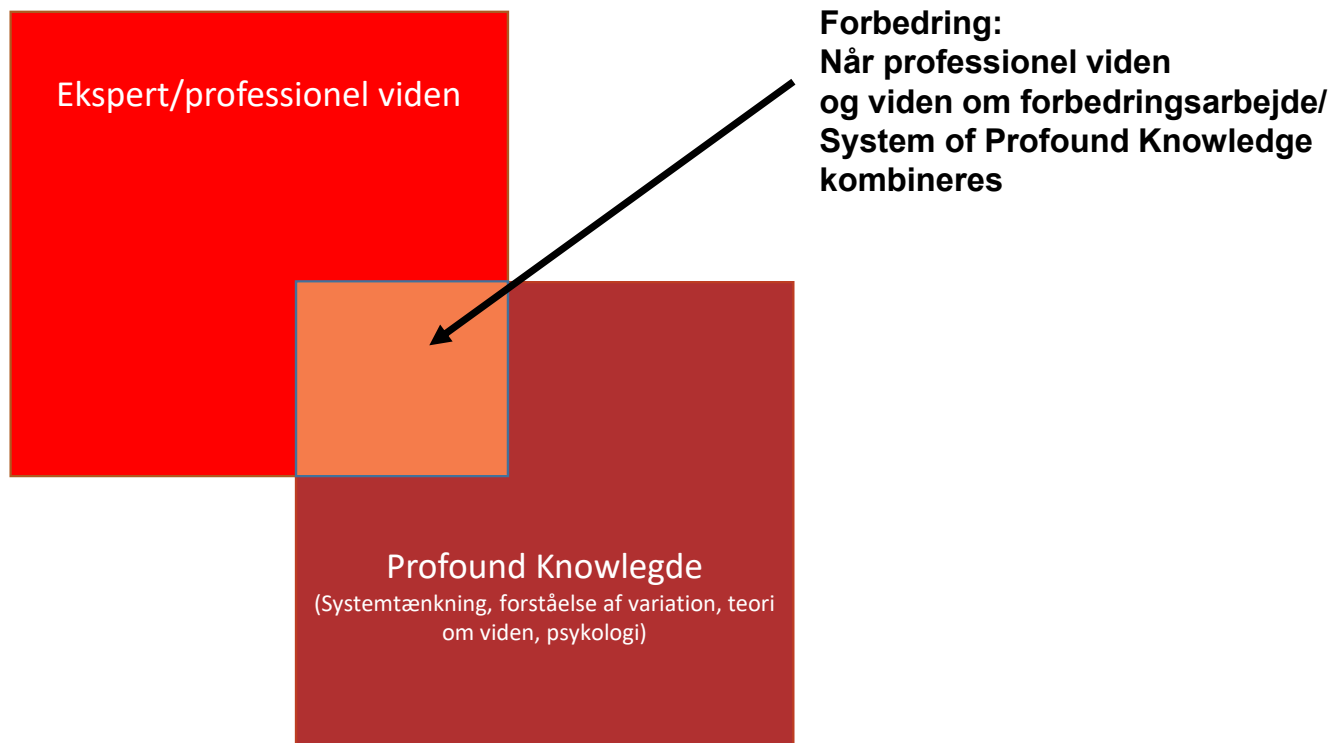 Ekspert/professionel viden
Forbedring:
Når professionel viden
og viden om forbedringsarbejde/
System of Profound Knowledge
kombineres
Profound Knowlegde
(Systemtænkning, forståelse af variation, teori
om viden, psykologi)